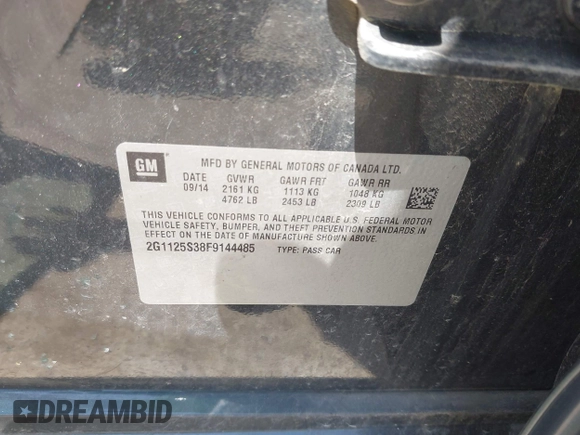 GM
MFD BY GENERAL MOTORS OF CANADA LTD.
DATE GVWR GAWR FRT GAWR RR
09/14 2161 KG 1113 KG 1048 KG
4762 LB 2453 LB 2309 LB
THIS VEHICLE CONFORMS TO ALL APPLICABLE U.S. FEDERAL MOTOR
VEHICLE SAFETY, BUMPER, AND THEFT PREVENTION STANDARDS IN
EFFECT ON THE DATE OF MANUFACTURE SHOWN ABOVE.
2G1125S38F9144485 TYPE: PASS CAR
DREAMBID